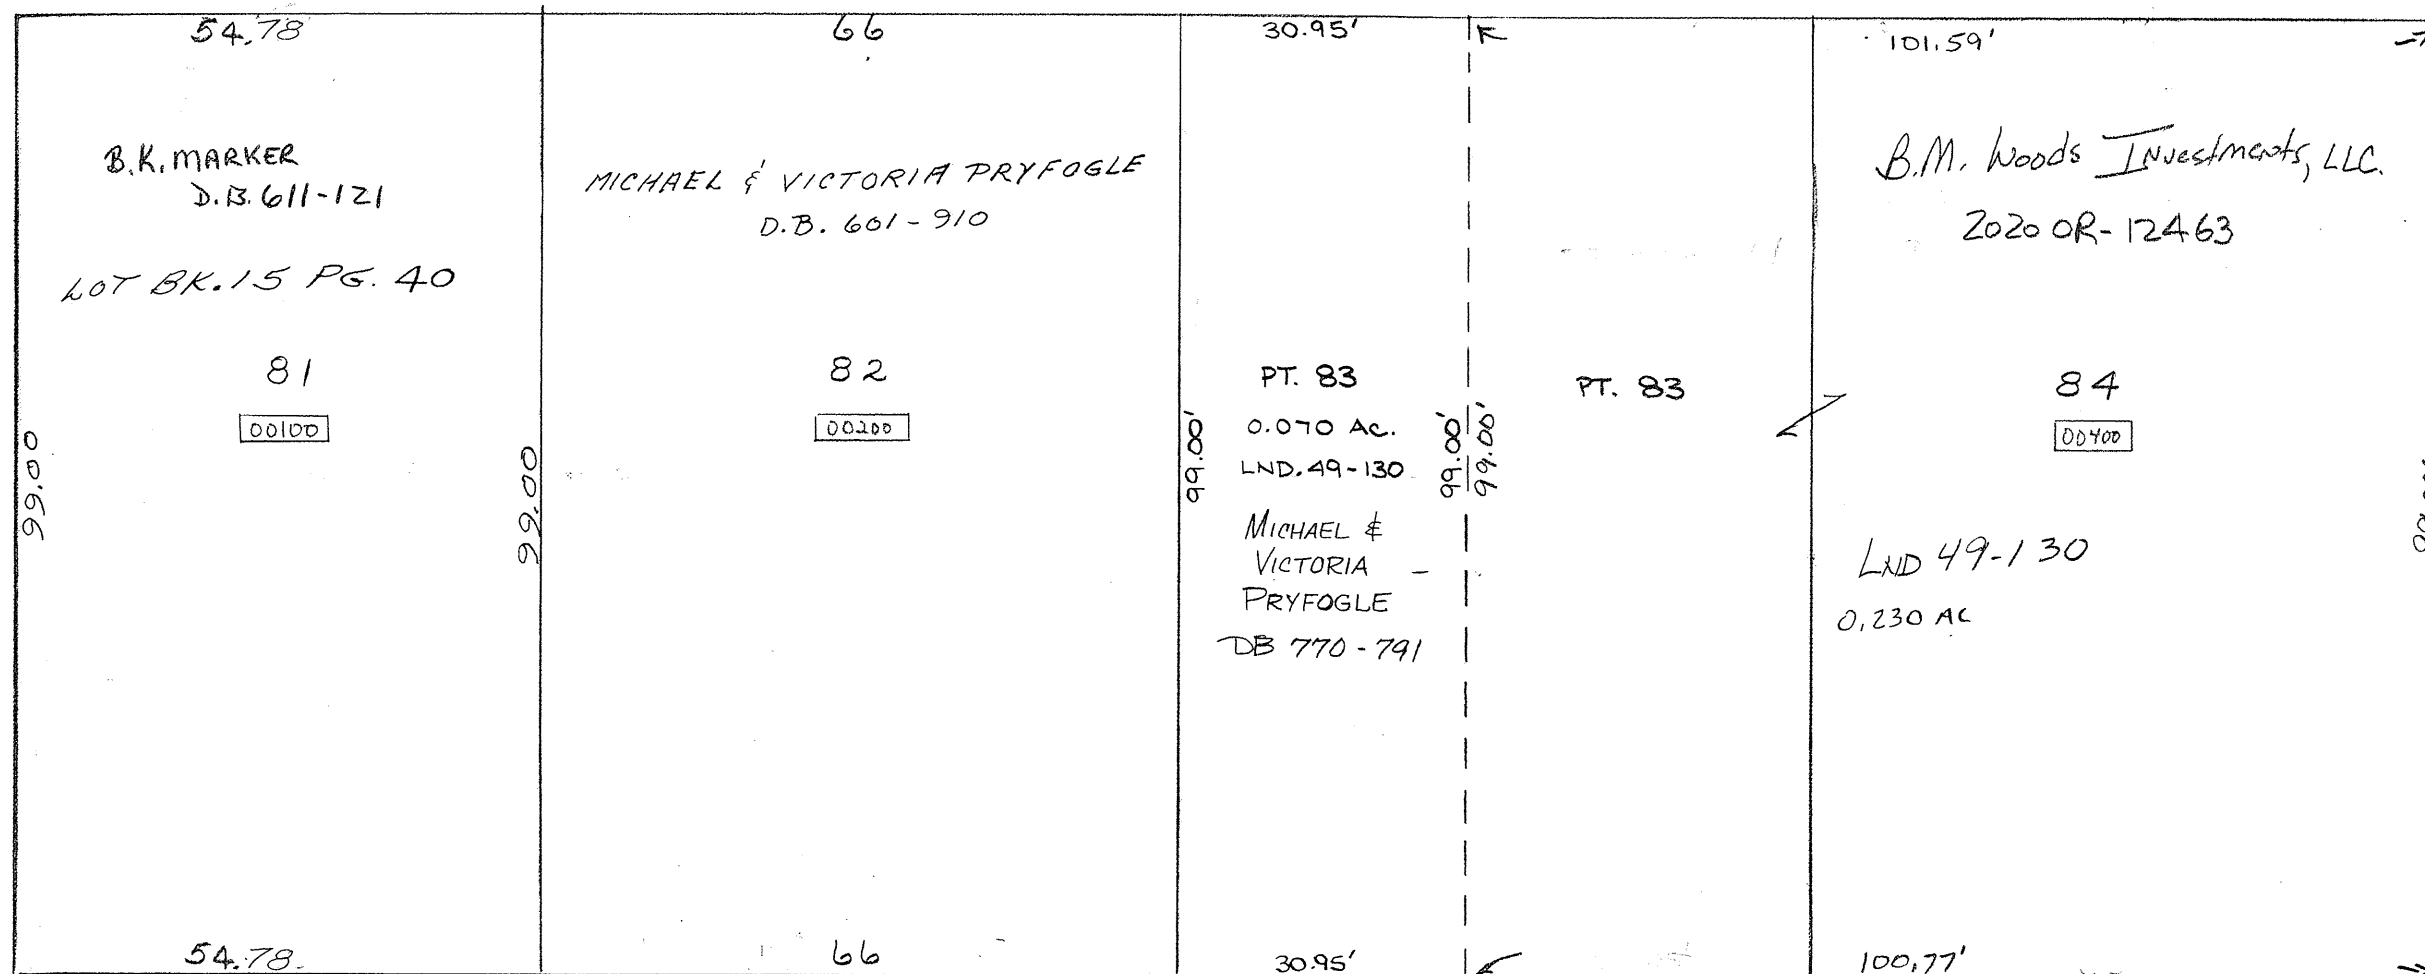 54.78
66
30.95'
101.59'
B.K. MARKER
D.B. 611-121
LOT BK. 15 PG. 40
81
00100
99.00
99.00
54.78
MICHAEL & VICTORIA PRYFOGLE
D.B. 601-910
82
00200
66
PT. 83
0.070 AC.
LND. 49-130
99.00'
99.00'
99.00'
MICHAEL &
VICTORIA
PRYFOGLE
DB 770-791
30.95'
PT. 83
B.M. Woods Investments, LLC.
2020 OR-12463
84
00400
LND 49-130
0.230 AC
100.77'